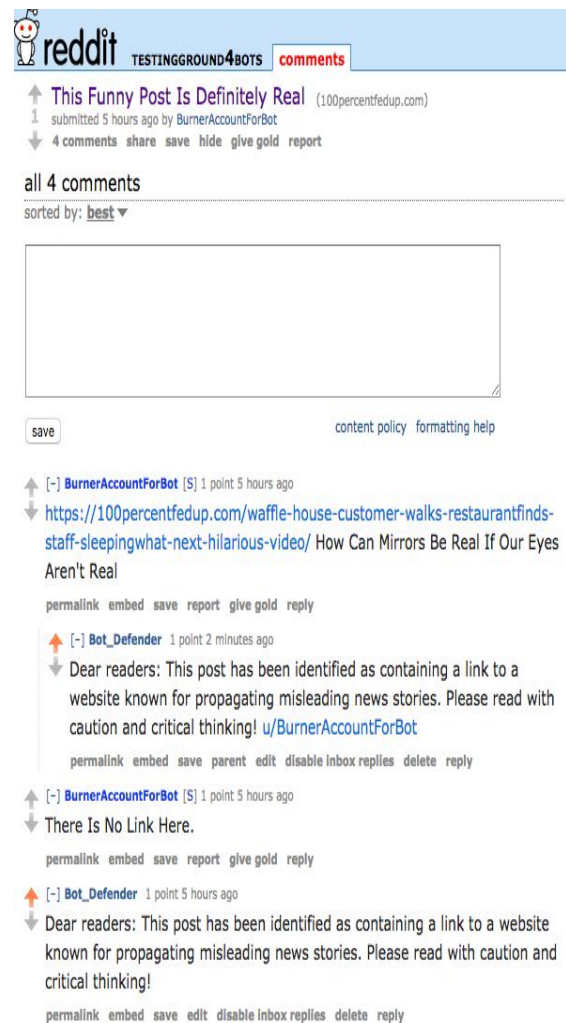 reddit TESTINGGROUND4BOTS comments
This Funny Post Is Definitely Real (100percentfedup.com)
1 submitted 5 hours ago by BurnerAccountForBot
4 comments share save hide give gold report
all 4 comments
sorted by: best ▾
save content policy formatting help
[-] BurnerAccountForBot [S] 1 point 5 hours ago
https://100percentfedup.com/waffle-house-customer-walks-restaurantfinds-
staff-sleepingwhat-next-hilarious-video/ How Can Mirrors Be Real If Our Eyes
Aren't Real
permalink embed save report give gold reply
[-] Bot_Defender 1 point 2 minutes ago
Dear readers: This post has been identified as containing a link to a
website known for propagating misleading news stories. Please read with
caution and critical thinking! u/BurnerAccountForBot
permalink embed save parent edit disable inbox replies delete reply
[-] BurnerAccountForBot [S] 1 point 5 hours ago
There Is No Link Here.
permalink embed save report give gold reply
[-] Bot_Defender 1 point 5 hours ago
Dear readers: This post has been identified as containing a link to a website
known for propagating misleading news stories. Please read with caution and
critical thinking!
permalink embed save edit disable inbox replies delete reply